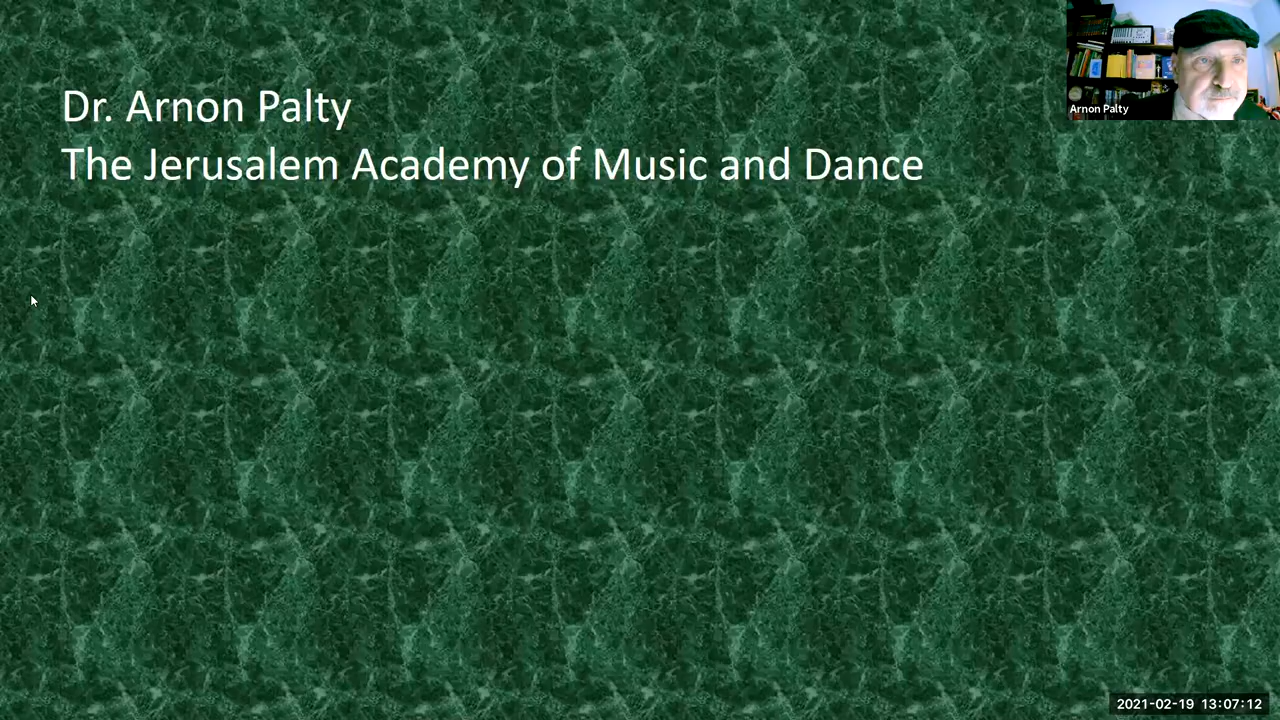 Dr. Arnon Palty
The Jerusalem Academy of Music and Dance
Arnon Palty
2021-02-19 13:07:12